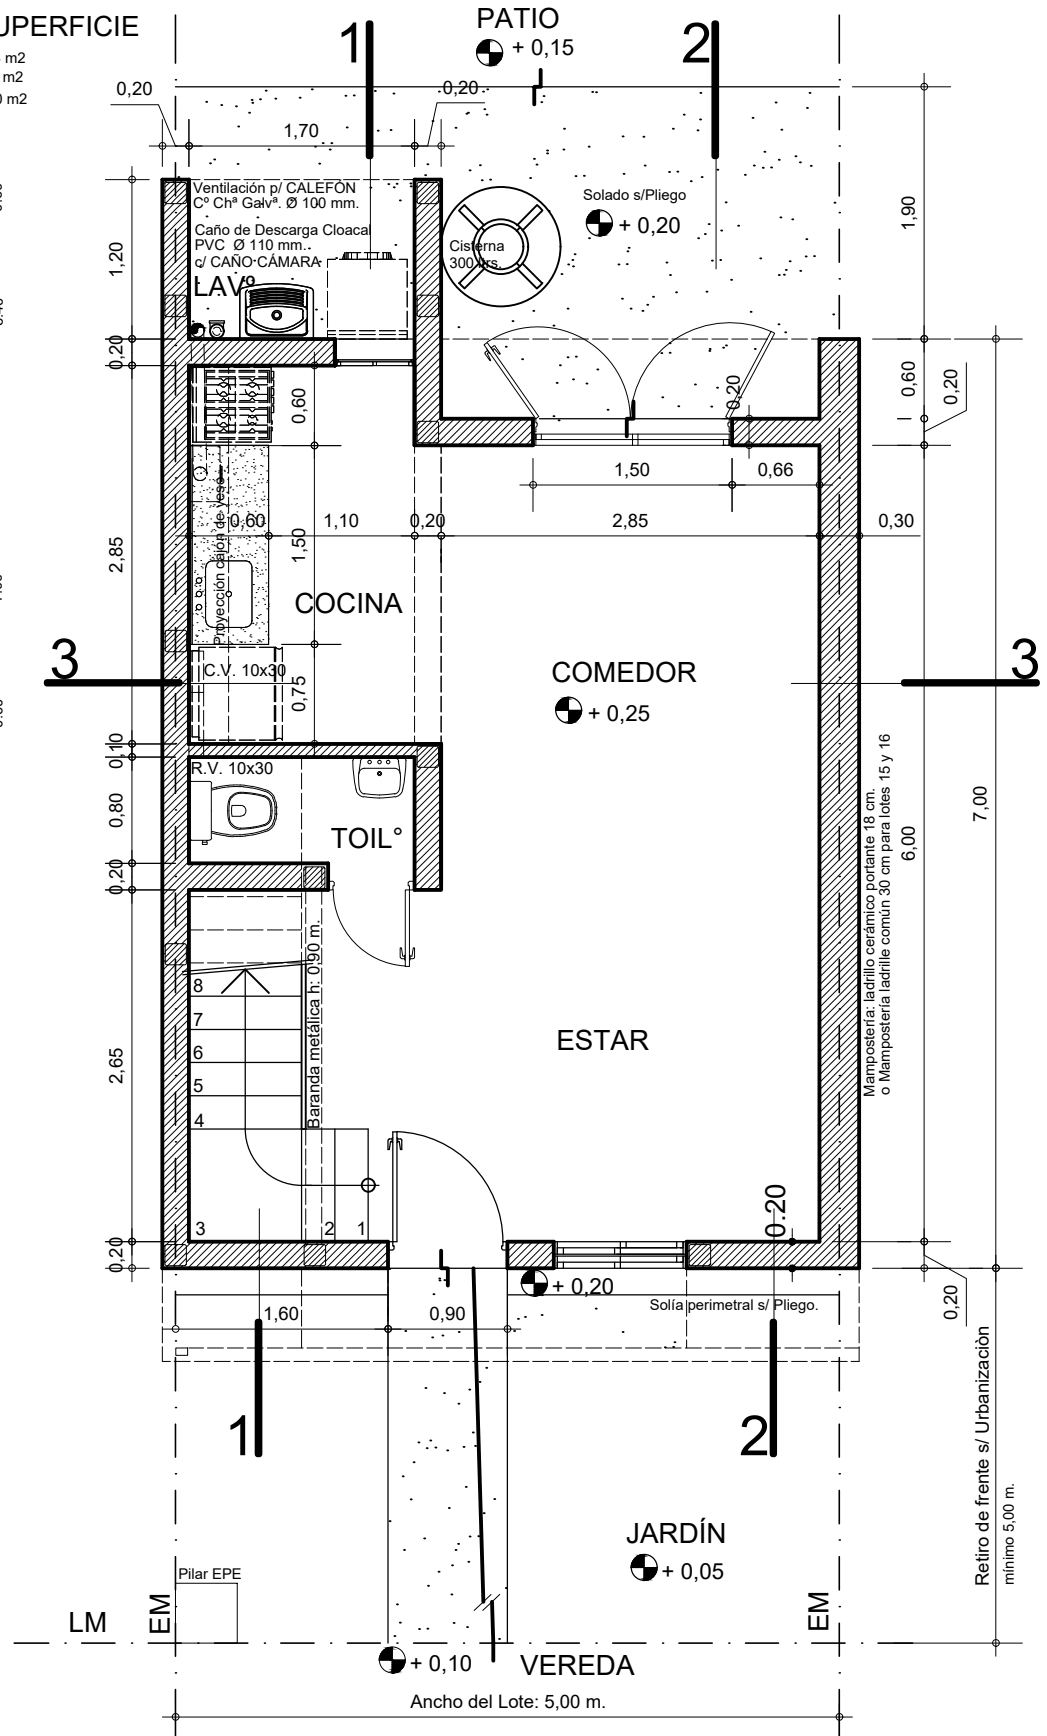 UPERFICIE
m2
m2
0 m2
PATIO
+ 0,15
1
2
0,20
0,20
1,70
Ventilación p/ CALEFÓN
Cº Chª Galvª. Ø 100 mm.
Caño de Descarga Cloacal
PVC Ø 110 mm.
c/ CAÑO CÁMARA
LAVº
Cisterna
300 ltrs.
Solado s/Pliego
+ 0,20
1,90
1,20
0,20
0,60
0,20
0,60
0,20
1,50
0,66
0,60
1,10
0,20
2,85
0,30
2,85
1,50
Proyección cajón de yeso
COCINA
COMEDOR
+ 0,25
3
3
C.V. 10x30
0,75
0,10
R.V. 10x30
0,80
TOIL°
0,20
Mampostería: ladrillo cerámico portante 18 cm.
o Mampostería ladrille común 30 cm para lotes 15 y 16
6,00
7,00
Baranda metálica h: 0,90 m.
8
7
6
5
4
3
2
1
2,65
ESTAR
0.20
0,20
+ 0,20
Solía perimetral s/ Pliego.
0,20
1,60
0,90
1
2
Retiro de frente s/ Urbanizaciòn
mínimo 5,00 m.
JARDÍN
+ 0,05
Pilar EPE
LM
EM
EM
+ 0,10
VEREDA
Ancho del Lote: 5,00 m.